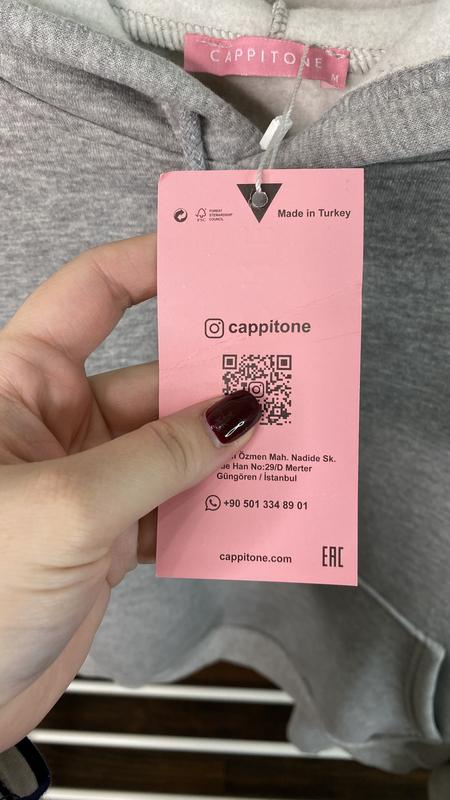 CAPPITONE
M
FSC
FOREST
STEWARDSHIP
COUNCIL
Made in Turkey
cappitone
Özmen Mah. Nadide Sk.
Han No:29/D Merter
Güngören / İstanbul
+90 501 334 89 01
cappitone.com
EAC